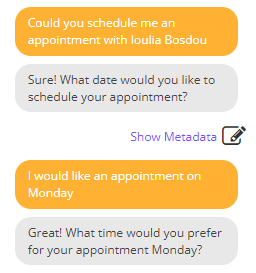 Could you schedule me an
appointment with Ioulia Bosdou
Sure! What date would you like to
schedule your appointment?
Show Metadata
I would like an appointment on
Monday
Great! What time would you prefer
for your appointment Monday?